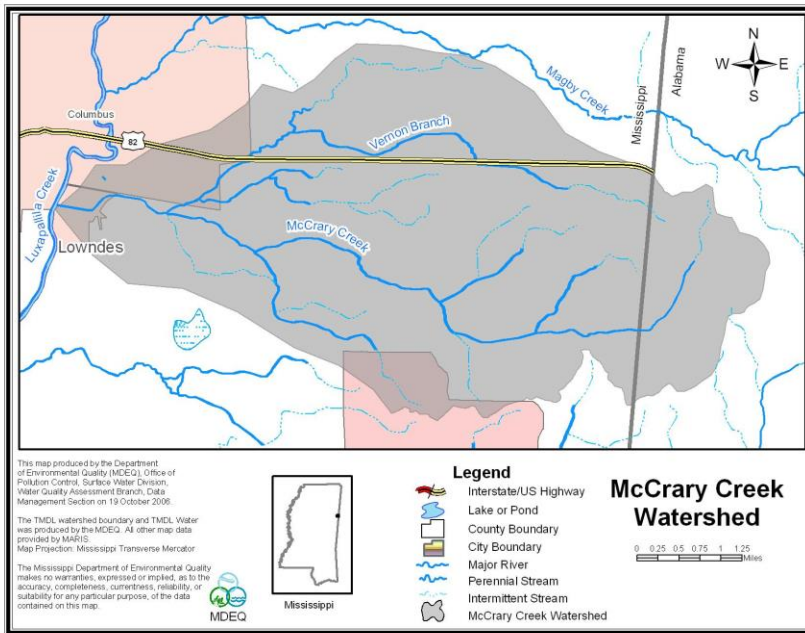 N
W E
S
Magby Creek
Mississippi
Alabama
Columbus
82
Vernon Branch
Luxapallila Creek
McCrary Creek
Lowndes
This map produced by the Department
of Environmental Quality (MDEQ), Office of
Pollution Control, Surface Water Division,
Water Quality Assessment Branch, Data
Management Section on 19 October 2006.
The TMDL watershed boundary and TMDL Water
was produced by the MDEQ. All other map data
provided by MARIS.
Map Projection: Mississippi Transverse Mercator
The Mississippi Department of Environmental Quality
makes no warranties, expressed or implied, as to the
accuracy, completeness, currentness, reliability, or
suitability for any particular purpose, of the data
contained on this map.
MDEQ
Mississippi
Legend
Interstate/US Highway
Lake or Pond
County Boundary
City Boundary
Major River
Perennial Stream
Intermittent Stream
McCrary Creek Watershed
McCrary Creek
Watershed
0 0.25 0.5 0.75 1 1.25
Miles